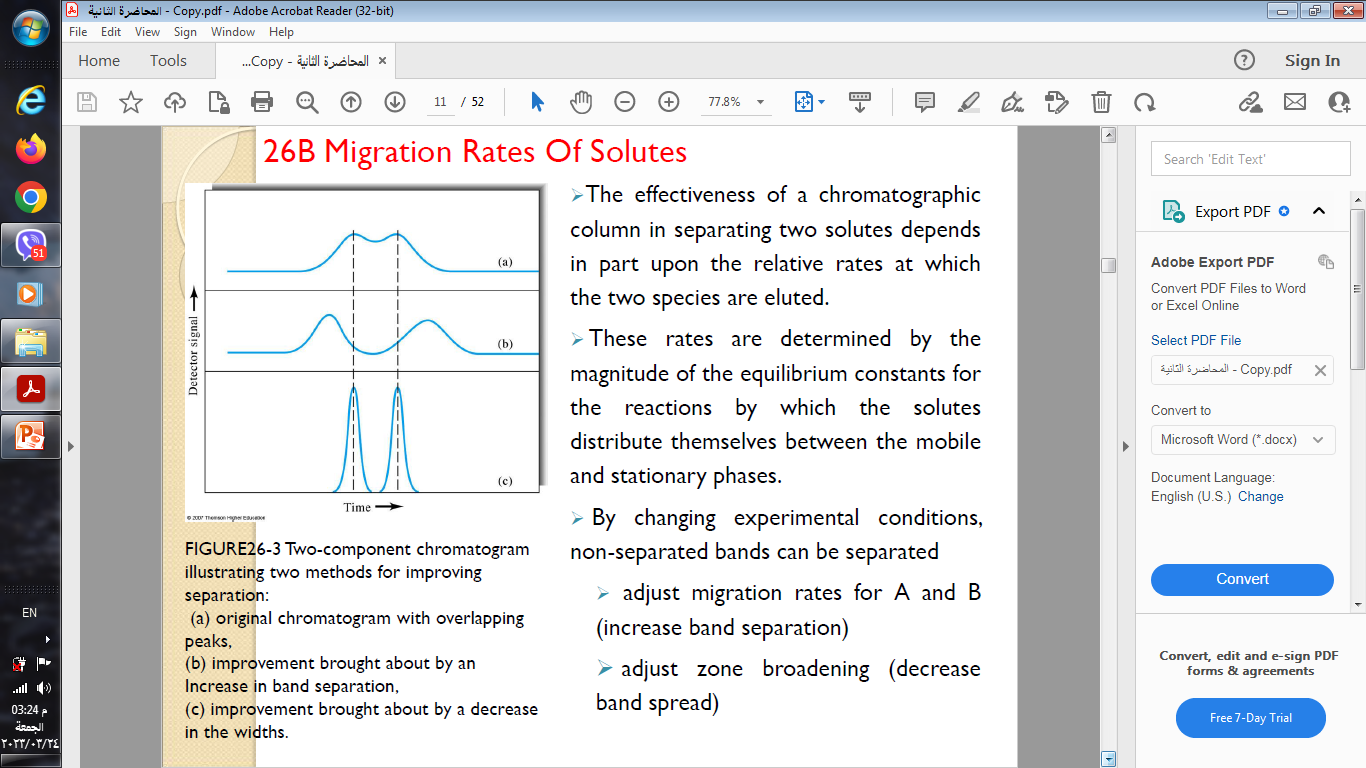 المحاضرة الثانية - Copy.pdf - Adobe Acrobat Reader (32-bit)
File Edit View Sign Window Help
Home Tools ...Copy - المحاضرة الثانية × ? Sign In
11 / 52 77.8%
26B Migration Rates Of Solutes
(a)
(b)
(c)
Detector signal
Time
© 2007 Thomson Higher Education
FIGURE26-3 Two-component chromatogram
illustrating two methods for improving
separation:
(a) original chromatogram with overlapping
peaks,
(b) improvement brought about by an
Increase in band separation,
(c) improvement brought about by a decrease
in the widths.
The effectiveness of a chromatographic
column in separating two solutes depends
in part upon the relative rates at which
the two species are eluted.
These rates are determined by the
magnitude of the equilibrium constants for
the reactions by which the solutes
distribute themselves between the mobile
and stationary phases.
By changing experimental conditions,
non-separated bands can be separated
adjust migration rates for A and B
(increase band separation)
adjust zone broadening (decrease
band spread)
Search 'Edit Text'
Export PDF
Adobe Export PDF
Convert PDF Files to Word
or Excel Online
Select PDF File
المحاضرة الثانية - Copy.pdf
Convert to
Microsoft Word (*.docx)
Document Language:
English (U.S.) Change
Convert
Convert, edit and e-sign PDF
forms & agreements
Free 7-Day Trial
51
EN
03:24 م
الجمعة
٢٠٢٣/٠٣/٢٤